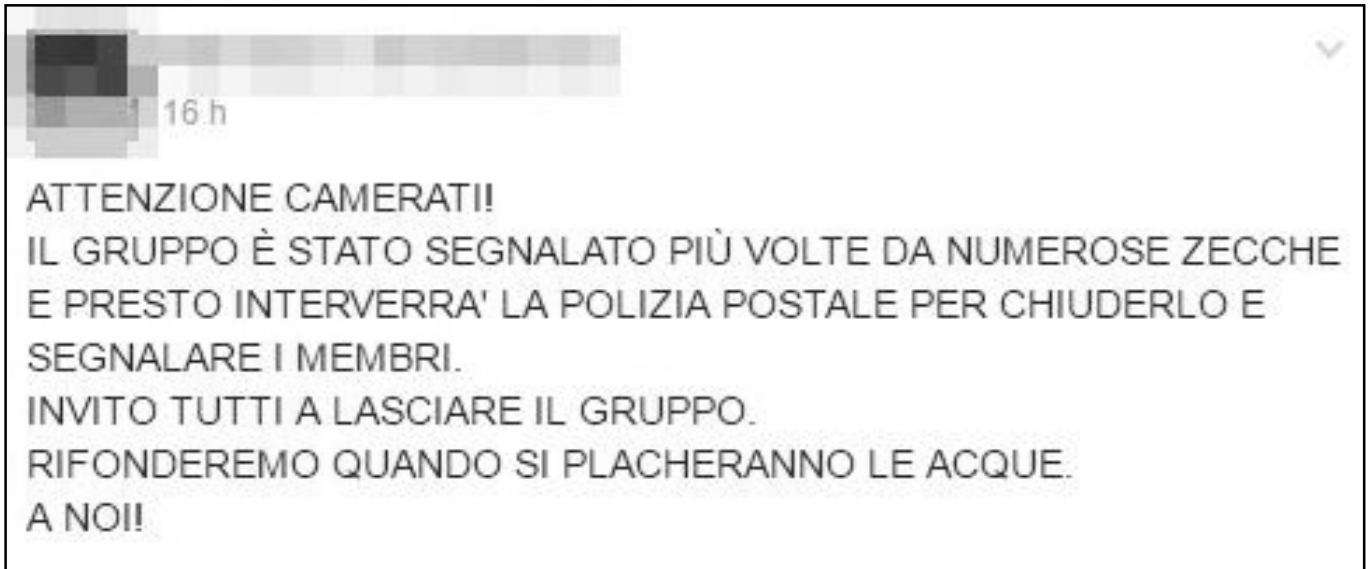 16 h
ATTENZIONE CAMERATI!
IL GRUPPO È STATO SEGNALATO PIÙ VOLTE DA NUMEROSE ZECCHE
E PRESTO INTERVERRA' LA POLIZIA POSTALE PER CHIUDERLO E
SEGNALARE I MEMBRI.
INVITO TUTTI A LASCIARE IL GRUPPO.
RIFONDEREMO QUANDO SI PLACHERANNO LE ACQUE.
A NOI!